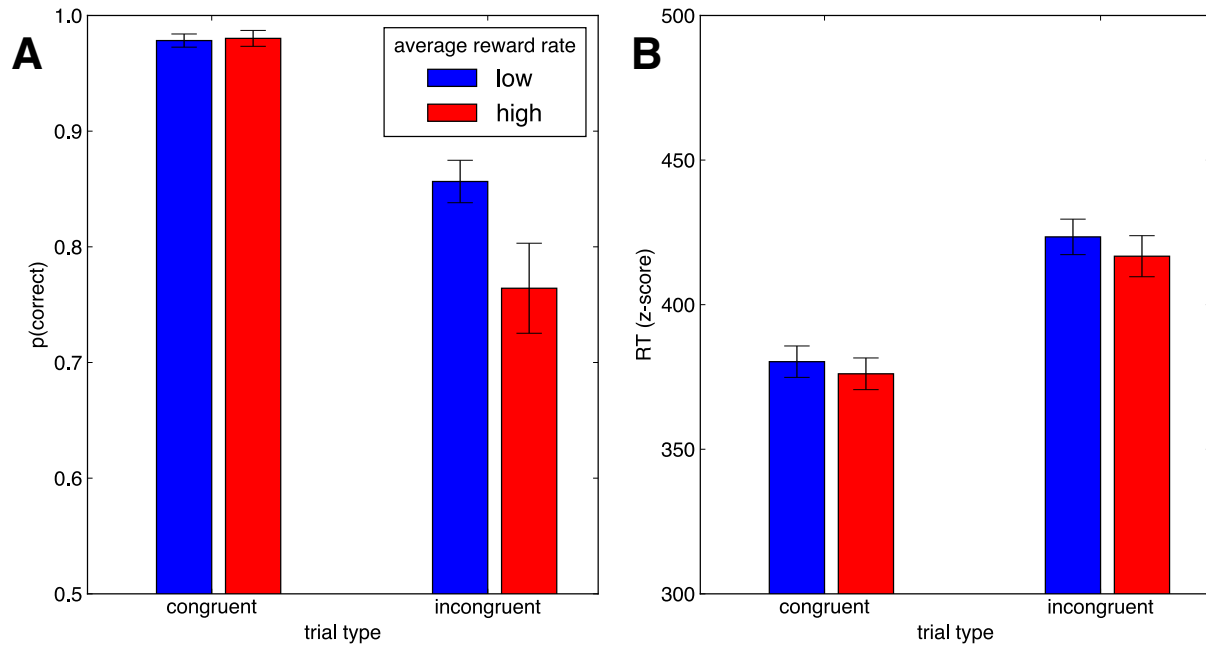 A
1.0
0.9
0.8
0.7
0.6
0.5
p(correct)
average reward rate
low
high
congruent
incongruent
trial type
B
500
450
400
350
300
RT (z-score)
congruent
incongruent
trial type